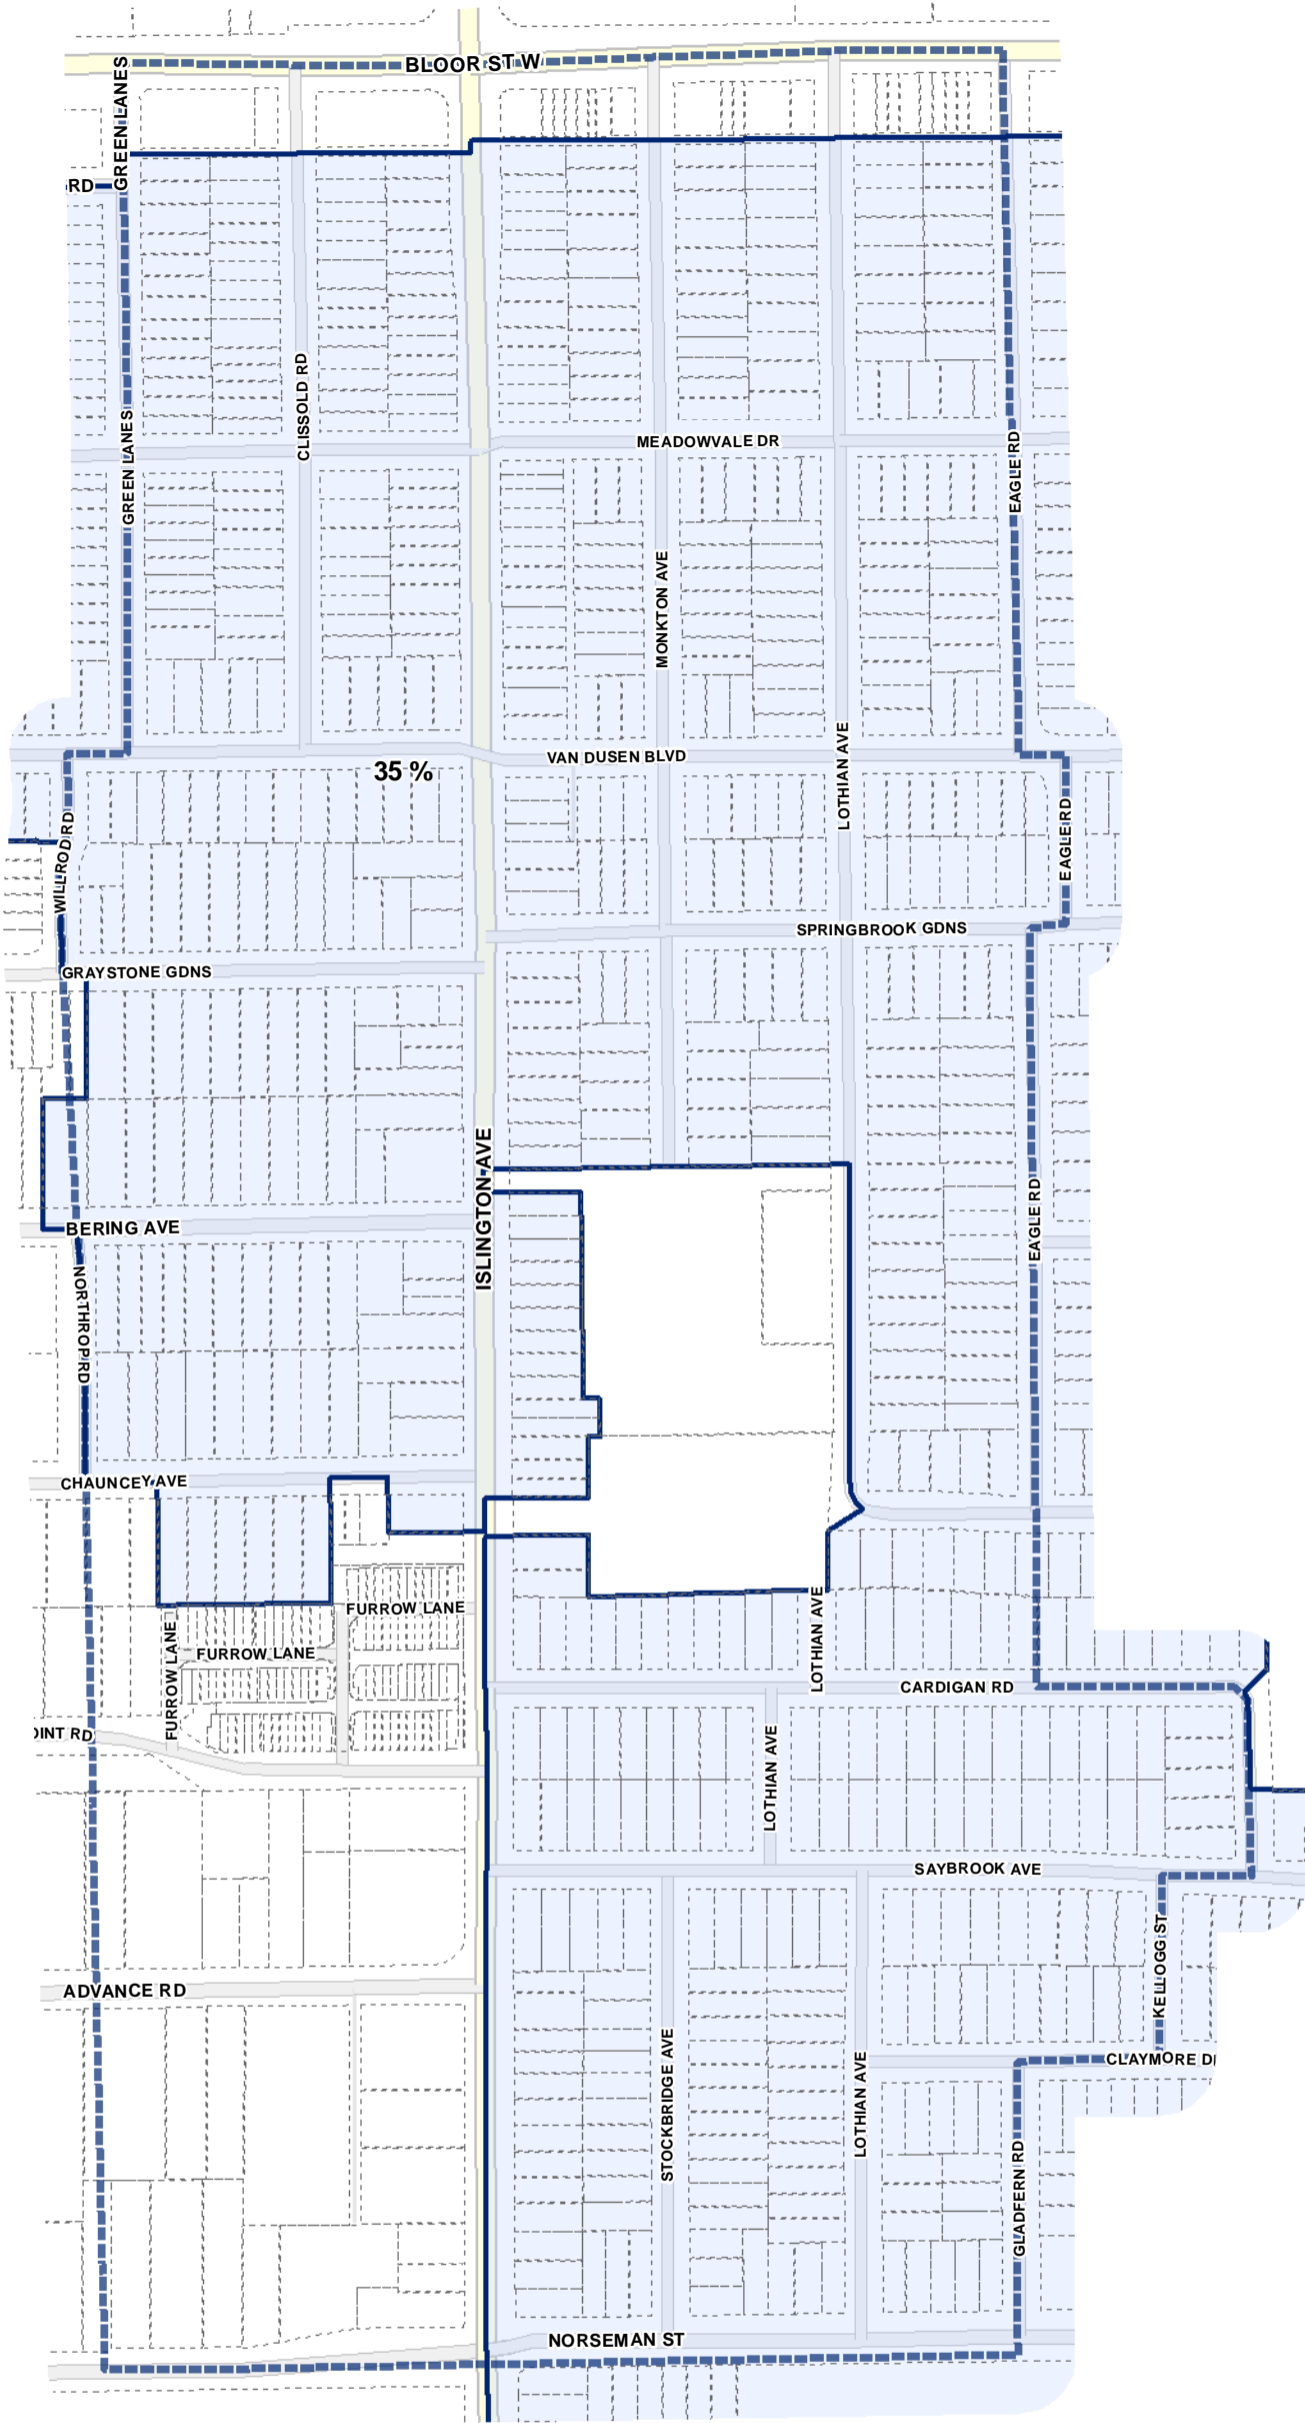 BLOOR ST W
GREEN LANES
RD
CLISSOLD RD
GREEN LANES
MEADOWVALE DR
EAGLE RD
MONKTON AVE
LOTHIAN AVE
VAN DUSEN BLVD
35 %
WILLROD RD
EAGLE RD
SPRINGBROOK GDNS
GRAYSTONE GDNS
ISLINGTON AVE
EAGLE RD
BERING AVE
NORTHROP RD
CHAUNCEY AVE
FURROW LANE
FURROW LANE
FURROW LANE
LOTHIAN AVE
CARDIGAN RD
OINT RD
LOTHIAN AVE
SAYBROOK AVE
KELLOGG ST
ADVANCE RD
STOCKBRIDGE AVE
LOTHIAN AVE
CLAYMORE D
GLADFERN RD
NORSEMAN ST